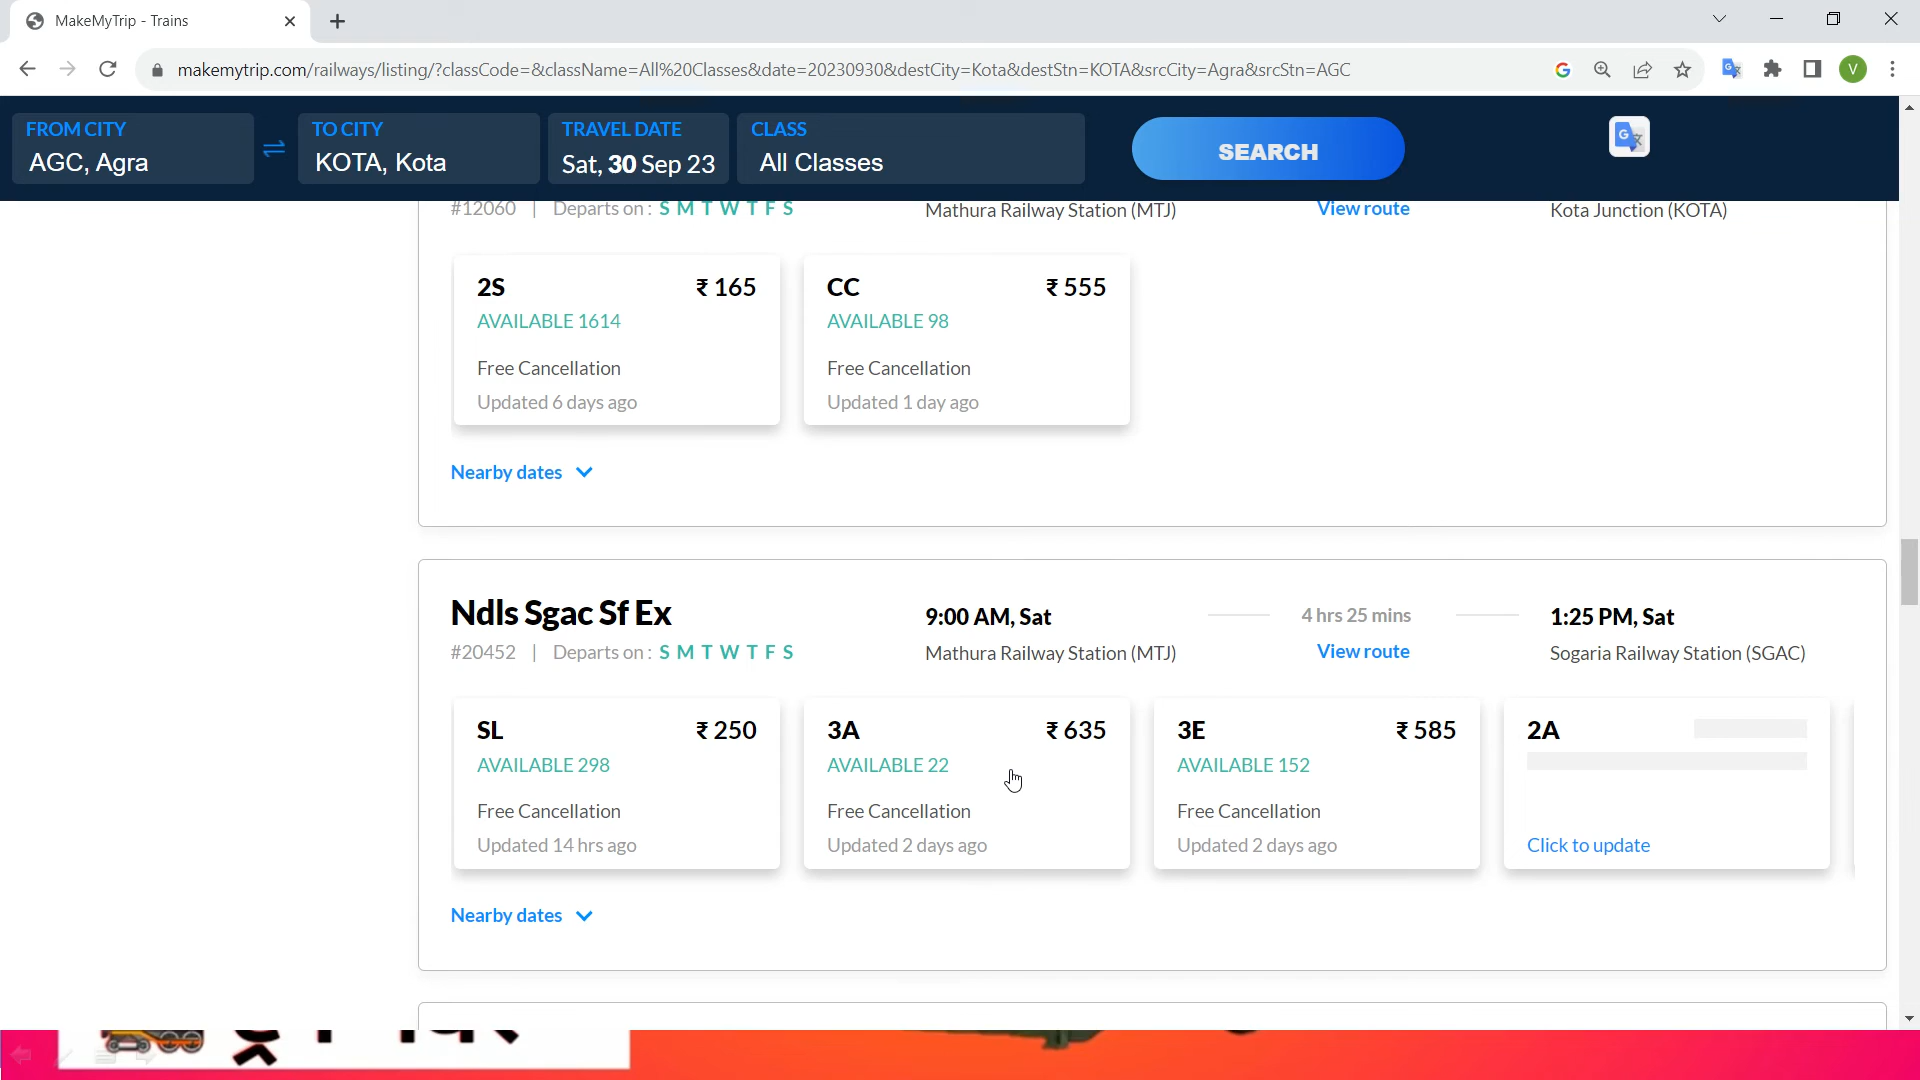 MakeMyTrip - Trains
makemytrip.com/railways/listing/?classCode=&className=All%20Classes&date=20230930&destCity=Kota&destStn=KOTA&srcCity=Agra&srcStn=AGC
V
FROM CITY
AGC, Agra
TO CITY
KOTA, Kota
TRAVEL DATE
Sat, 30 Sep 23
CLASS
All Classes
SEARCH
#12060 | Departs on : S M T W T F S
Mathura Railway Station (MTJ)
View route
Kota Junction (KOTA)
2S ₹ 165
AVAILABLE 1614
Free Cancellation
Updated 6 days ago
CC ₹ 555
AVAILABLE 98
Free Cancellation
Updated 1 day ago
Nearby dates
Ndls Sgac Sf Ex
#20452 | Departs on : S M T W T F S
9:00 AM, Sat
Mathura Railway Station (MTJ)
4 hrs 25 mins
View route
1:25 PM, Sat
Sogaria Railway Station (SGAC)
SL ₹ 250
AVAILABLE 298
Free Cancellation
Updated 14 hrs ago
3A ₹ 635
AVAILABLE 22
Free Cancellation
Updated 2 days ago
3E ₹ 585
AVAILABLE 152
Free Cancellation
Updated 2 days ago
2A
Click to update
Nearby dates